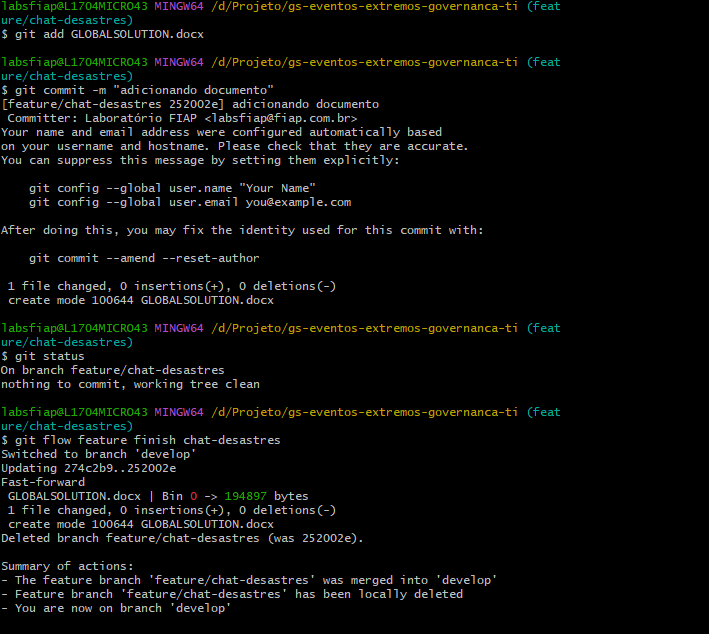 labsfiap@L1704MICRO43 MINGW64 /d/Projeto/gs-eventos-extremos-governanca-ti (feat
ure/chat-desastres)
$ git add GLOBALSOLUTION.docx
labsfiap@L1704MICRO43 MINGW64 /d/Projeto/gs-eventos-extremos-governanca-ti (feat
ure/chat-desastres)
$ git commit -m "adicionando documento"
[feature/chat-desastres 252002e] adicionando documento
 Committer: Laboratório FIAP <labsfiap@fiap.com.br>
Your name and email address were configured automatically based
on your username and hostname. Please check that they are accurate.
You can suppress this message by setting them explicitly:
    git config --global user.name "Your Name"
    git config --global user.email you@example.com
After doing this, you may fix the identity used for this commit with:
    git commit --amend --reset-author
 1 file changed, 0 insertions(+), 0 deletions(-)
 create mode 100644 GLOBALSOLUTION.docx
labsfiap@L1704MICRO43 MINGW64 /d/Projeto/gs-eventos-extremos-governanca-ti (feat
ure/chat-desastres)
$ git status
On branch feature/chat-desastres
nothing to commit, working tree clean
labsfiap@L1704MICRO43 MINGW64 /d/Projeto/gs-eventos-extremos-governanca-ti (feat
ure/chat-desastres)
$ git flow feature finish chat-desastres
Switched to branch 'develop'
Updating 274c2b9..252002e
Fast-forward
 GLOBALSOLUTION.docx | Bin 0 -> 194897 bytes
 1 file changed, 0 insertions(+), 0 deletions(-)
 create mode 100644 GLOBALSOLUTION.docx
Deleted branch feature/chat-desastres (was 252002e).
Summary of actions:
- The feature branch 'feature/chat-desastres' was merged into 'develop'
- Feature branch 'feature/chat-desastres' has been locally deleted
- You are now on branch 'develop'